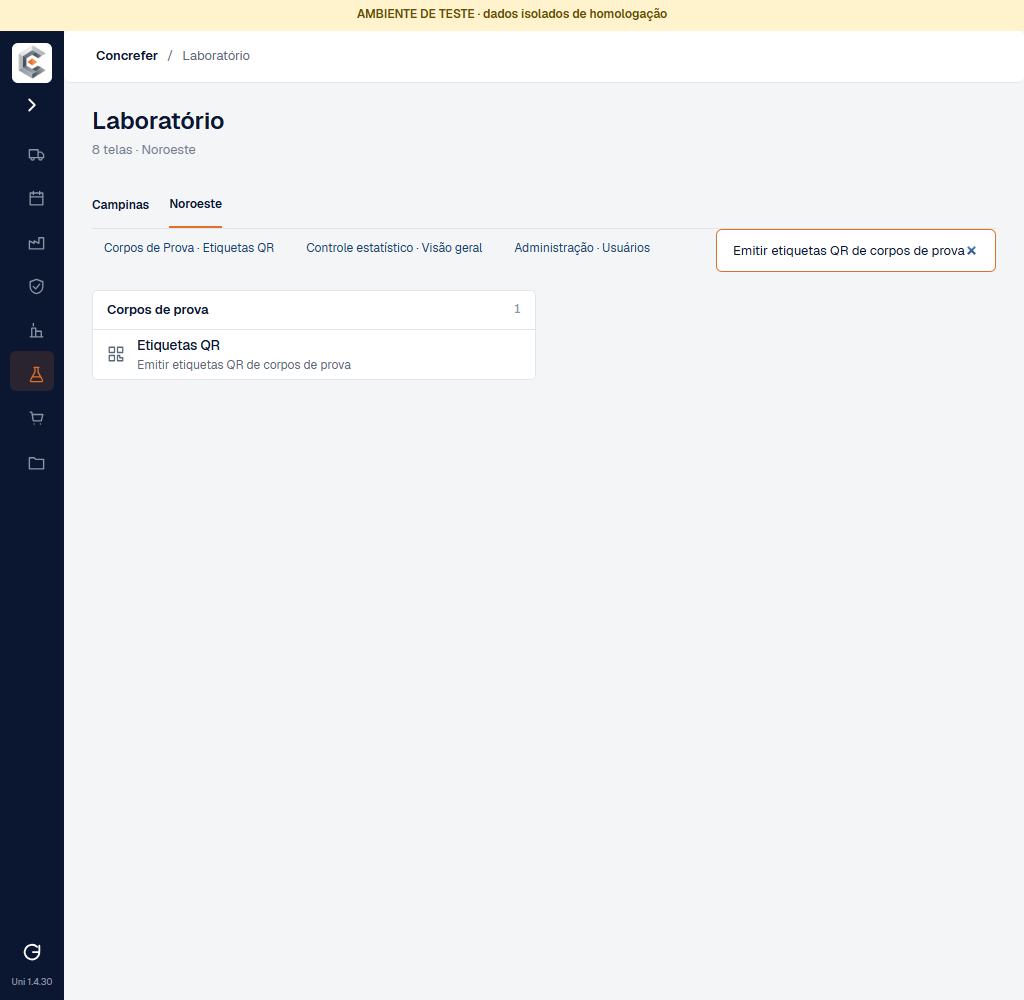 AMBIENTE DE TESTE · dados isolados de homologação
Concrefer / Laboratório
Laboratório
8 telas · Noroeste
Campinas Noroeste
Corpos de Prova · Etiquetas QR Controle estatístico · Visão geral Administração · Usuários
Emitir etiquetas QR de corpos de prova
Corpos de prova 1
Etiquetas QR
Emitir etiquetas QR de corpos de prova
Uni 1.4.30